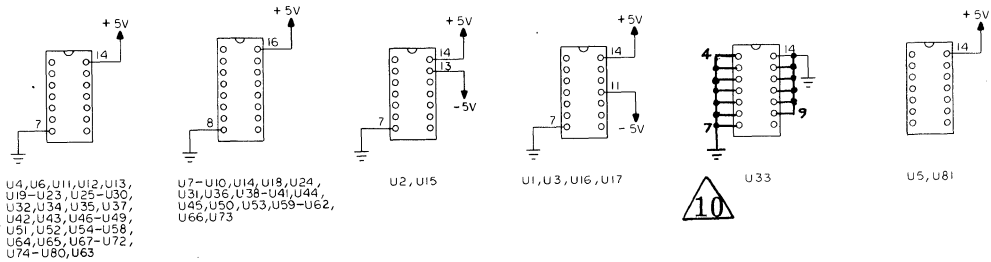 +5V
14
7
U4,U6,U11,U12,U13,
U19-U23,U25-U30,
U32,U34,U35,U37,
U42,U43,U46-U49,
U51,U52,U54-U58,
U64,U65,U67-U72,
U74-U80,U63
+5V
16
8
U7-U10,U14,U18,U24,
U31,U36,U38-U41,U44,
U45,U50,U53,U59-U62,
U66,U73
+5V
14
13
-5V
7
U2,U15
+5V
14
11
-5V
7
U1,U3,U16,U17
4
14
9
7
U33
10
+5V
14
U5,U81